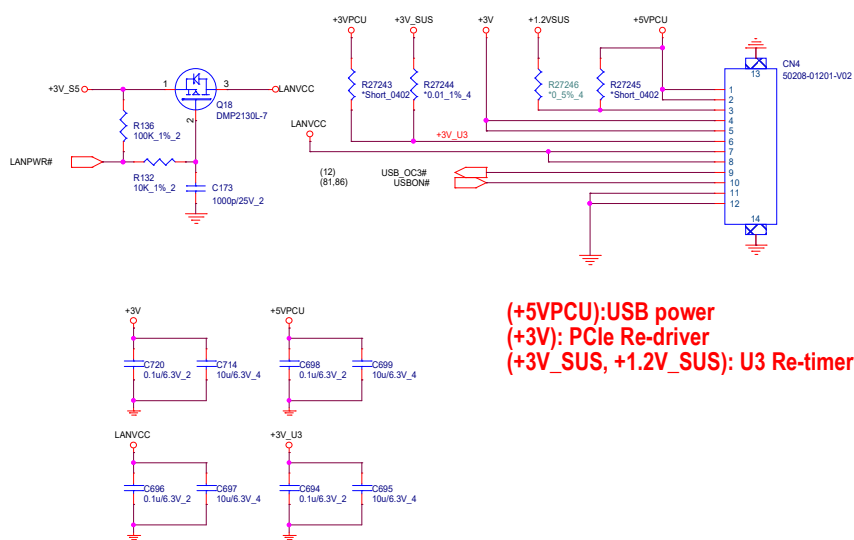 +3VPCU
+3V_SUS
+3V
+1.2VSUS
+5VPCU
CN4
50208-01201-V02
13
+3V_S5
1
3
LANVCC
Q18
DMP2130L-7
2
R27243
*Short_0402
R27244
*0.01_1%_4
R27246
*0_5%_4
R27245
*Short_0402
1
2
3
4
5
6
7
8
9
10
11
12
14
R136
100K_1%_2
LANVCC
+3V_U3
LANPWR#
R132
10K_1%_2
C173
1000p/25V_2
(12)
(81,86)
USB_OC3#
USBON#
+3V
C720
0.1u/6.3V_2
C714
10u/6.3V_4
+5VPCU
C698
0.1u/6.3V_2
C699
10u/6.3V_4
(+5VPCU):USB power
(+3V): PCIe Re-driver
(+3V_SUS, +1.2V_SUS): U3 Re-timer
LANVCC
C696
0.1u/6.3V_2
C697
10u/6.3V_4
+3V_U3
C694
0.1u/6.3V_2
C695
10u/6.3V_4